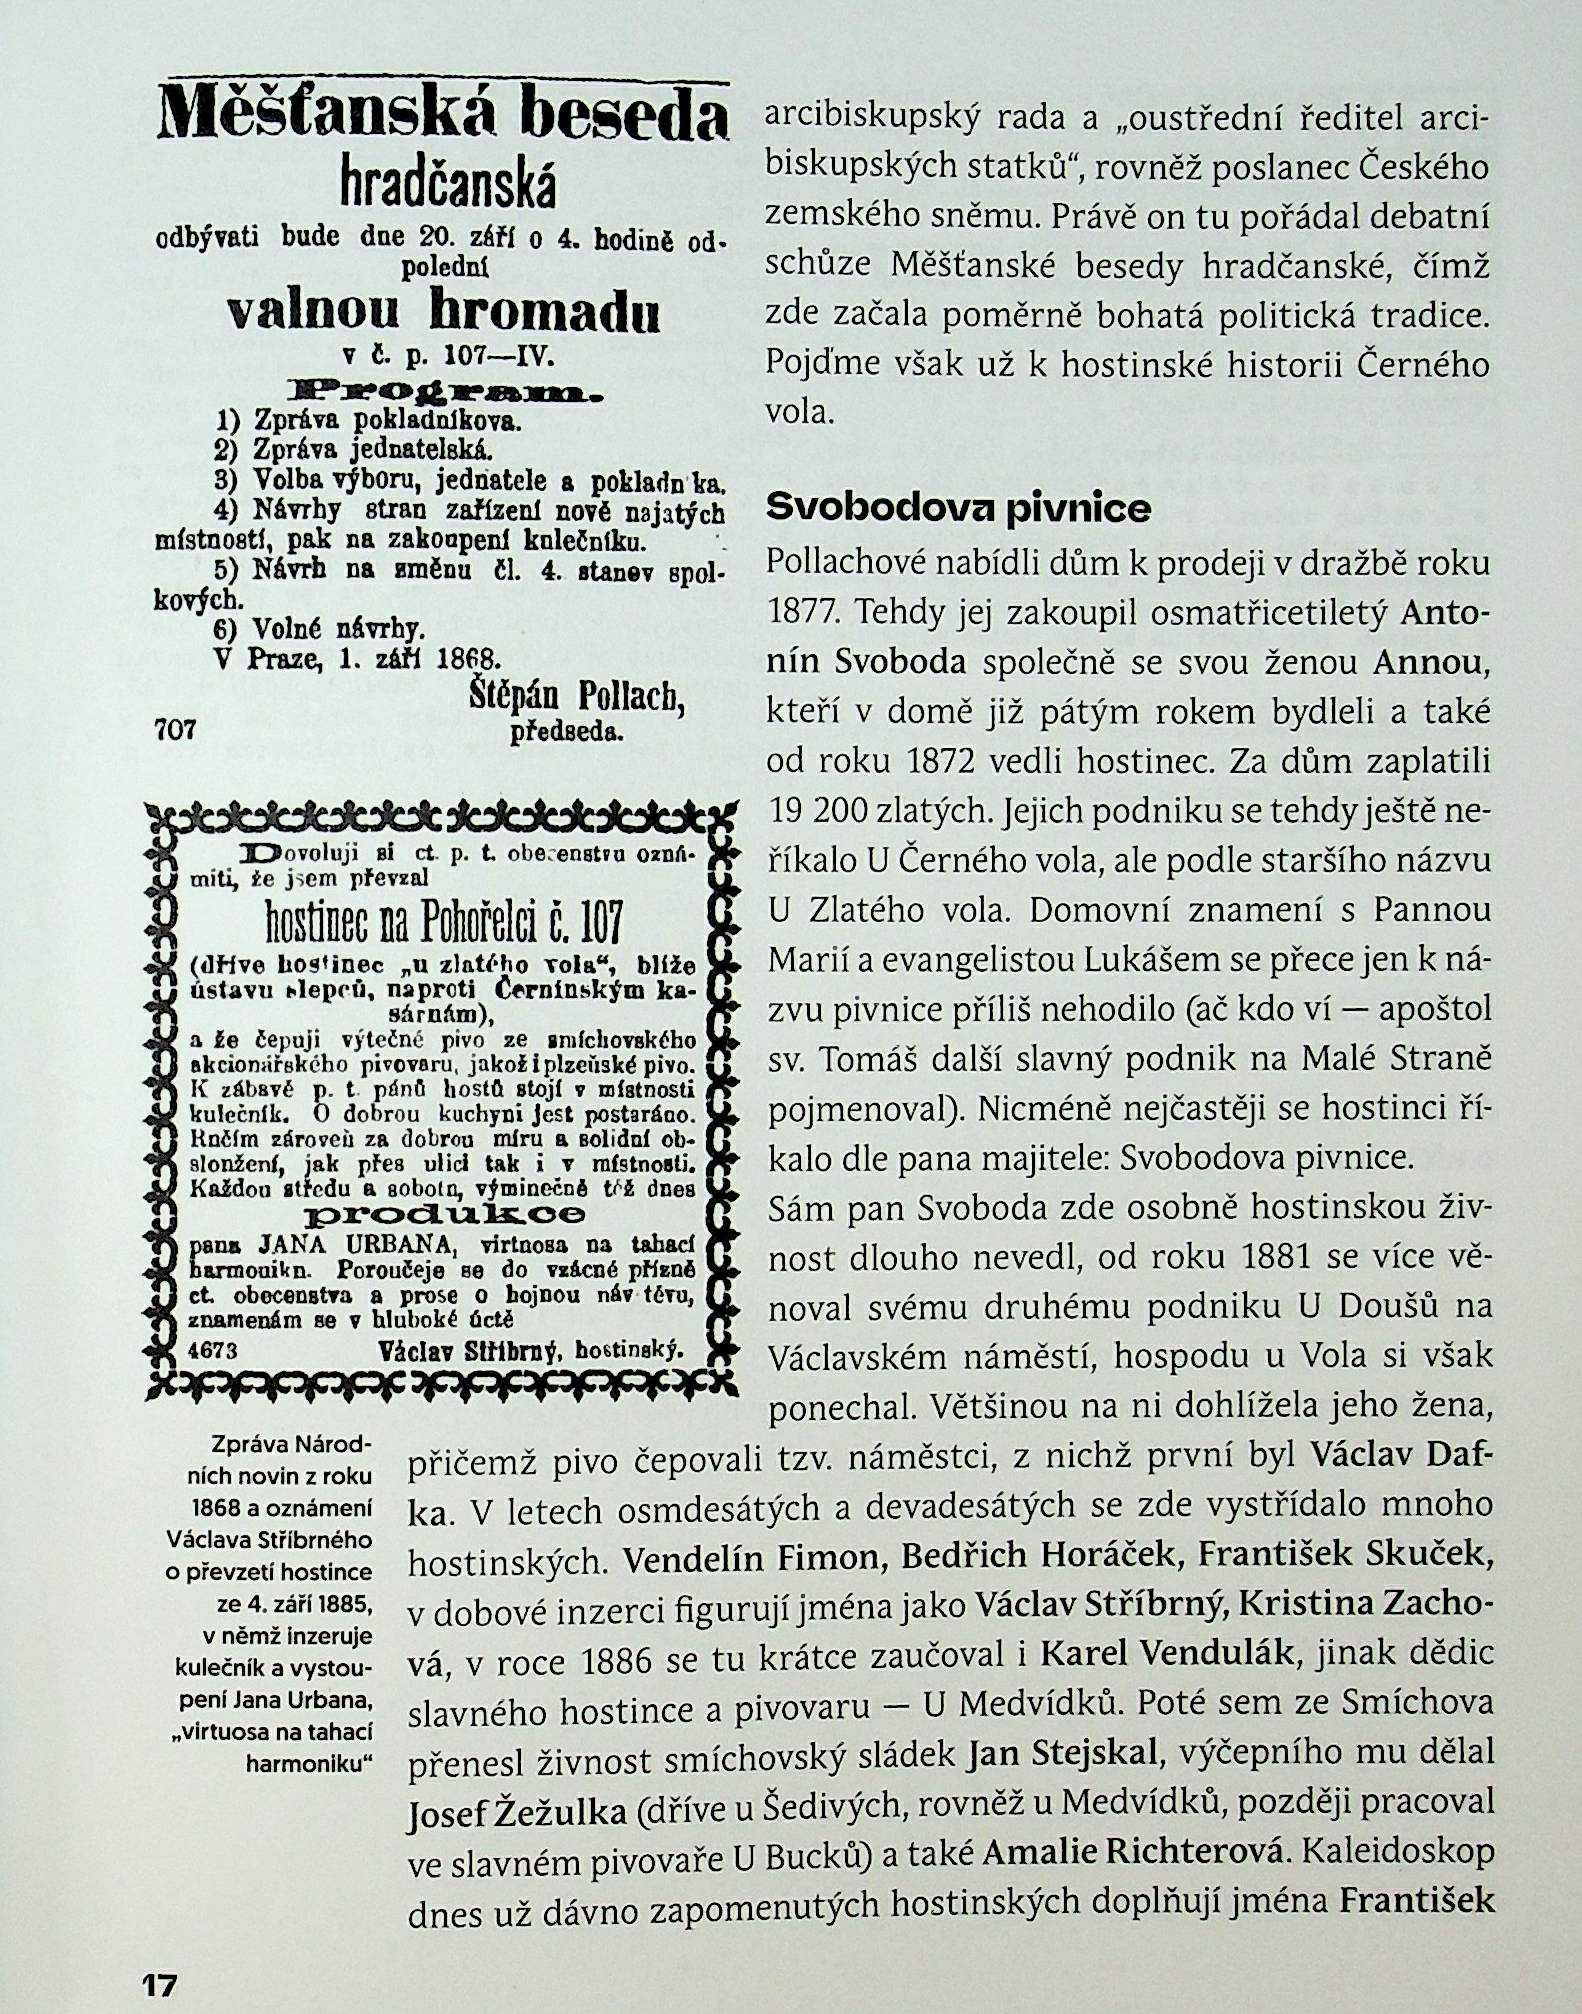 Měšťanská beseda
hradčanská
odbývati bude dne 20. září o 4. hodině od-
polední
valnou hromadu
v č. p. 107—IV.
Program.
1) Zpráva pokladníkova.
2) Zpráva jednatelská.
3) Volba výboru, jednatele a pokladn ka.
4) Návrhy stran zařízení nově najatých
místností, pak na zakoupení kulečníku.
5) Návrh na změnu čl. 4. stanov spol-
kových.
6) Volné návrhy.
V Praze, 1. září 1868.
Štěpán Pollach,
707 předseda.
Dovoluji si ct. p. t. obecenstvu ozná-
miti, že jsem převzal
hostinec na Pohořelci č. 107
(dříve hostinec „u zlatého vola“, blíže
ústavu slepců, naproti Černínským ka-
sárnám),
a že čepuji výtečné pivo ze smíchovského
akcionářského pivovaru, jakož i plzeňské pivo.
K zábavě p. t. pánů hostů stojí v místnosti
kulečník. O dobrou kuchyni jest postaráno.
Ručím zároveň za dobrou míru a solidní ob-
sloužení, jak přes ulici tak i v místnosti.
Každou středu a sobotu, výminečně též dnes
produkce
pana JANA URBANA, virtuosa na tahací
harmoniku. Poroučeje se do vzácné přízně
ct. obecenstva a prose o hojnou návštěvu,
znamenám se v hluboké úctě
4673 Václav Stříbrný, hostinský.
Zpráva Národ-
ních novin z roku
1868 a oznámení
Václava Stříbrného
o převzetí hostince
ze 4. září 1885,
v němž inzeruje
kulečník a vystou-
pení Jana Urbana,
„virtuosa na tahací
harmoniku“
arcibiskupský rada a „oustřední ředitel arci-
biskupských statků“, rovněž poslanec Českého
zemského sněmu. Právě on tu pořádal debatní
schůze Měšťanské besedy hradčanské, čímž
zde začala poměrně bohatá politická tradice.
Pojďme však už k hostinské historii Černého
vola.
Svobodova pivnice
Pollachové nabídli dům k prodeji v dražbě roku
1877. Tehdy jej zakoupil osmatřicetiletý Anto-
nín Svoboda společně se svou ženou Annou,
kteří v domě již pátým rokem bydleli a také
od roku 1872 vedli hostinec. Za dům zaplatili
19 200 zlatých. Jejich podniku se tehdy ještě ne-
říkalo U Černého vola, ale podle staršího názvu
U Zlatého vola. Domovní znamení s Pannou
Marií a evangelistou Lukášem se přece jen k ná-
zvu pivnice příliš nehodilo (ač kdo ví — apoštol
sv. Tomáš další slavný podnik na Malé Straně
pojmenoval). Nicméně nejčastěji se hostinci ří-
kalo dle pana majitele: Svobodova pivnice.
Sám pan Svoboda zde osobně hostinskou živ-
nost dlouho nevedl, od roku 1881 se více vě-
noval svému druhému podniku U Doušů na
Václavském náměstí, hospodu u Vola si však
ponechal. Většinou na ni dohlížela jeho žena,
přičemž pivo čepovali tzv. náměstci, z nichž první byl Václav Daf-
ka. V letech osmdesátých a devadesátých se zde vystřídalo mnoho
hostinských. Vendelín Fimon, Bedřich Horáček, František Skuček,
v dobové inzerci figurují jména jako Václav Stříbrný, Kristina Zacho-
vá, v roce 1886 se tu krátce zaučoval i Karel Vendulák, jinak dědic
slavného hostince a pivovaru — U Medvídků. Poté sem ze Smíchova
přenesl živnost smíchovský sládek Jan Stejskal, výčepního mu dělal
Josef Žežulka (dříve u Šedivých, rovněž u Medvídků, později pracoval
ve slavném pivovaře U Bucků) a také Amalie Richterová. Kaleidoskop
dnes už dávno zapomenutých hostinských doplňují jména František
17